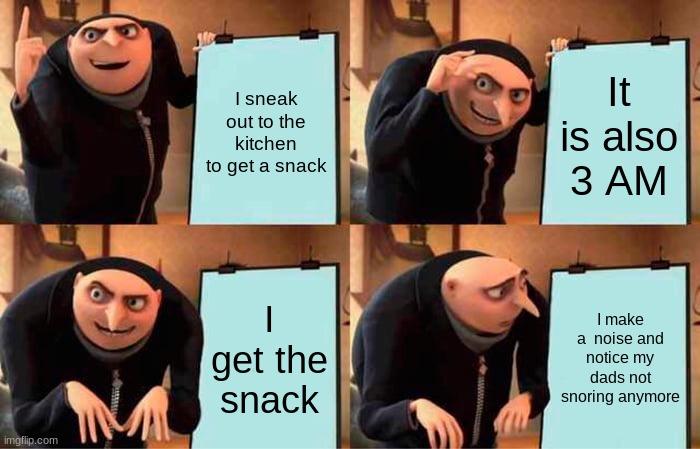 I sneak
out to the
kitchen
to get a snack
It
is also
3 AM
I
get the
snack
I make
a  noise and
notice my
dads not
snoring anymore
imgflip.com